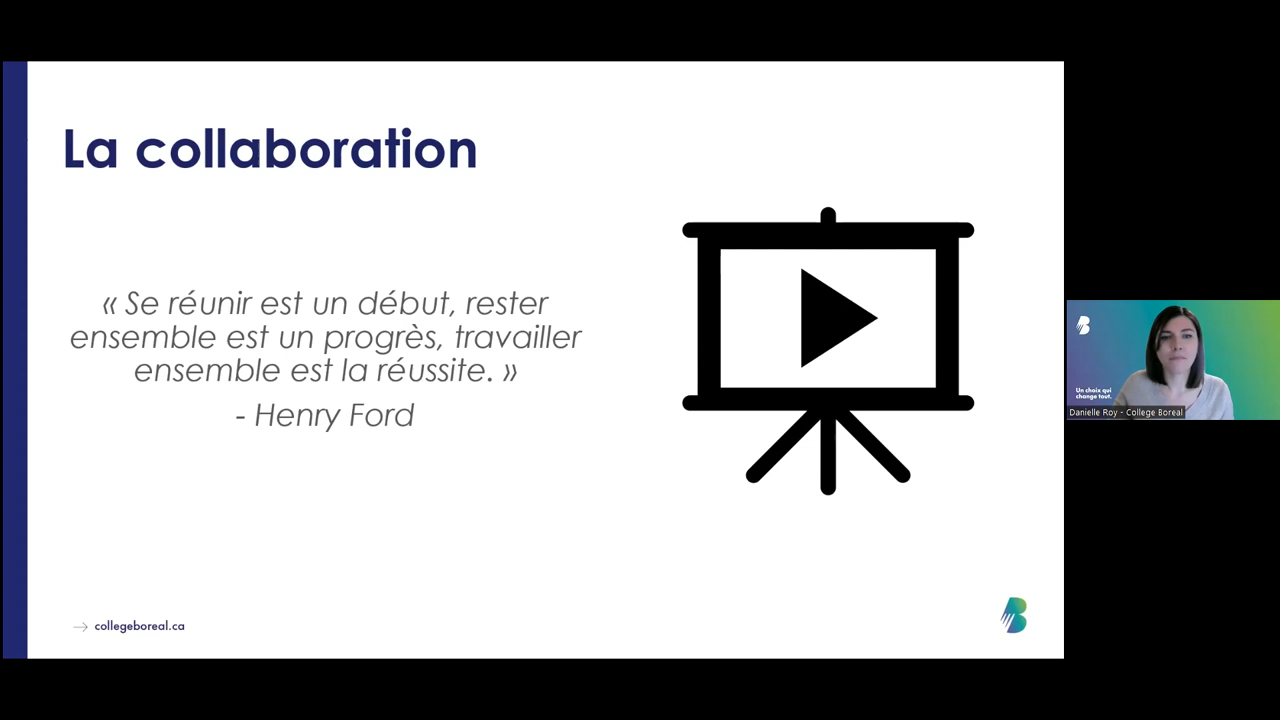 La collaboration
« Se réunir est un début, rester
ensemble est un progrès, travailler
ensemble est la réussite. »
- Henry Ford
collegeboreal.ca
Un choix qui
change tout.
Danielle Roy - College Boreal